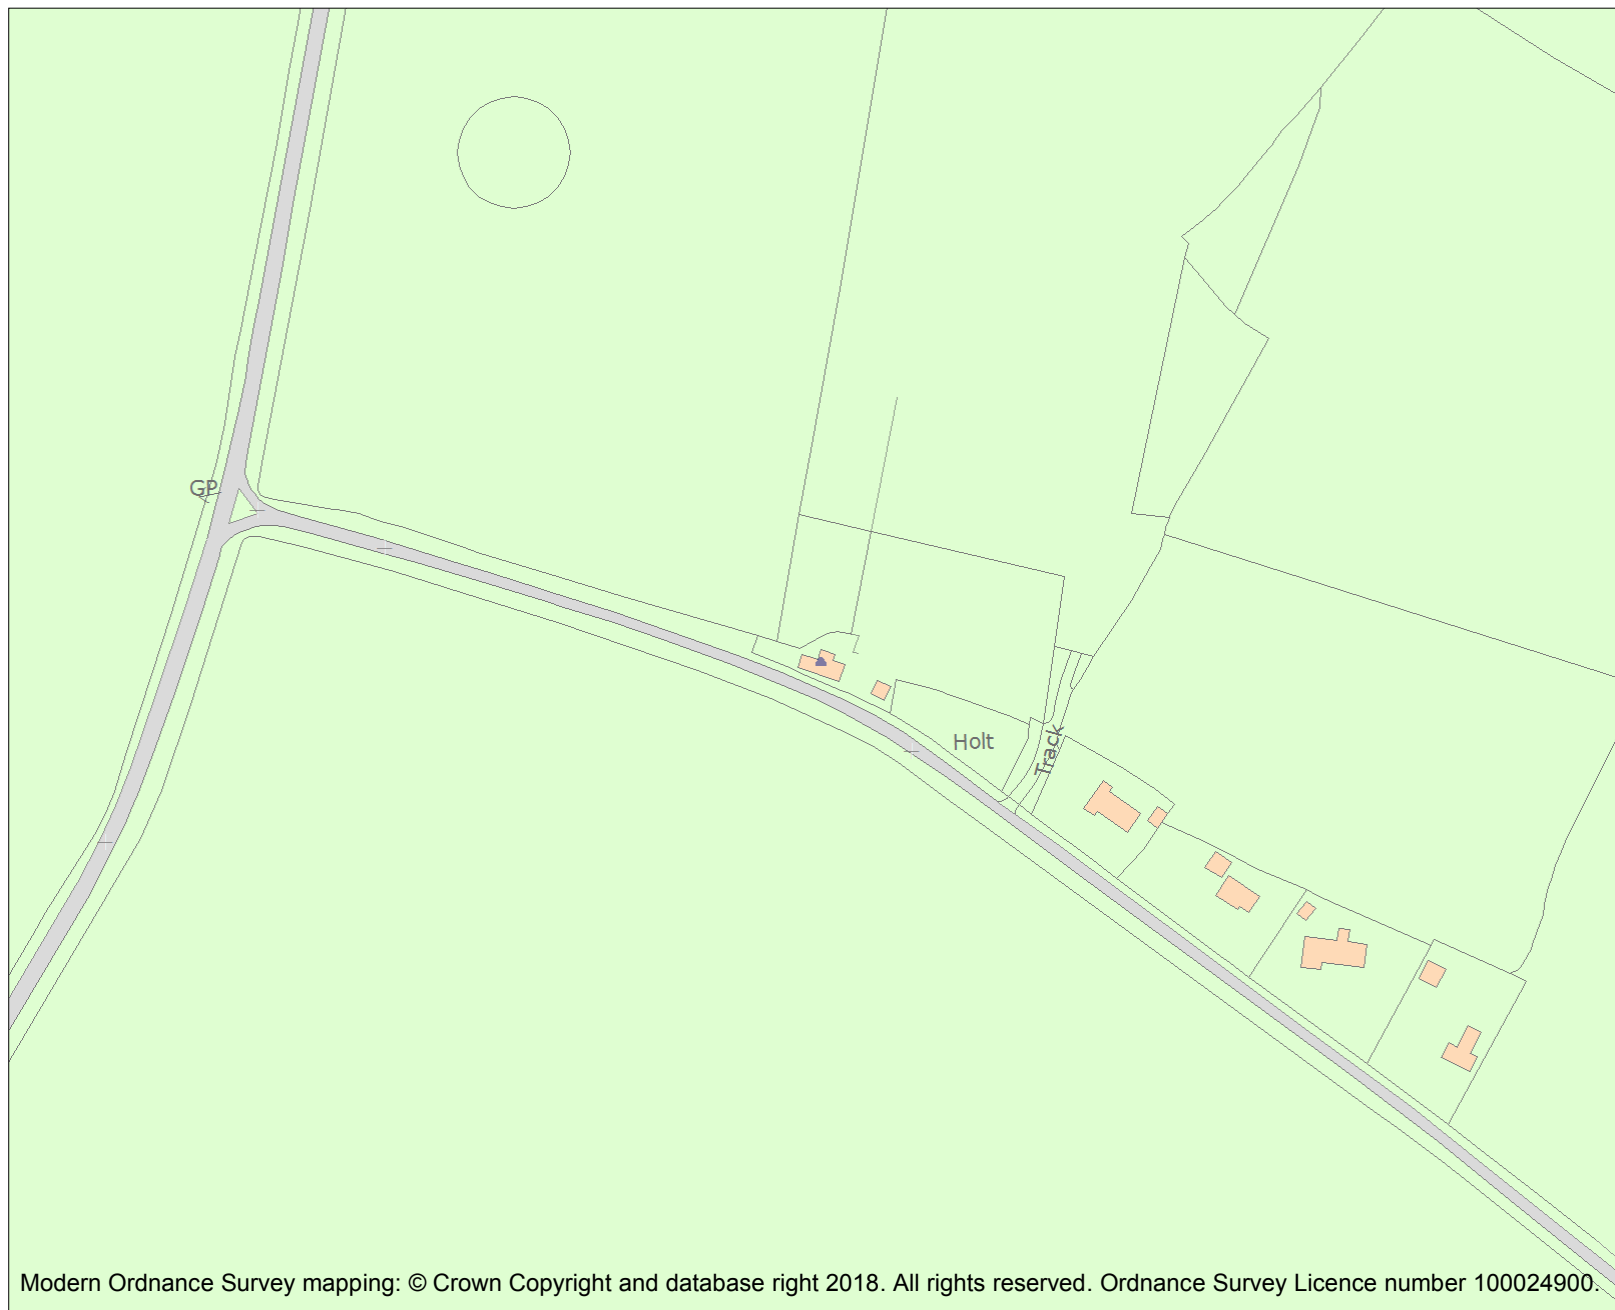 GP
Holt
Track
Modern Ordnance Survey mapping: © Crown Copyright and database right 2018. All rights reserved. Ordnance Survey Licence number 100024900.